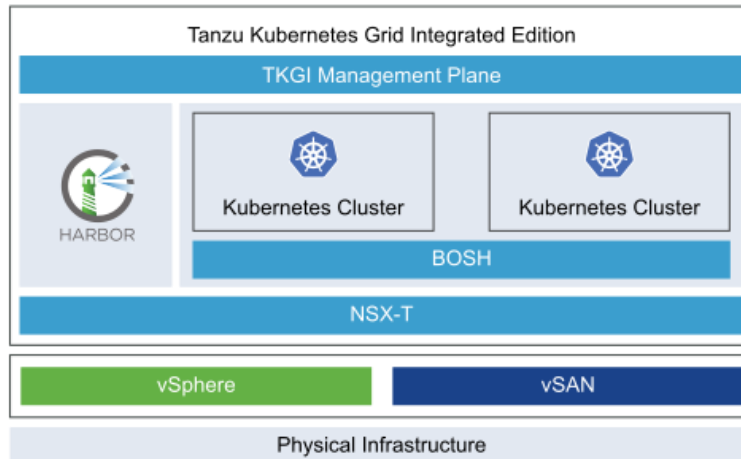 Tanzu Kubernetes Grid Integrated Edition
TKGI Management Plane
HARBOR
Kubernetes Cluster
Kubernetes Cluster
BOSH
NSX-T
vSphere
vSAN
Physical Infrastructure